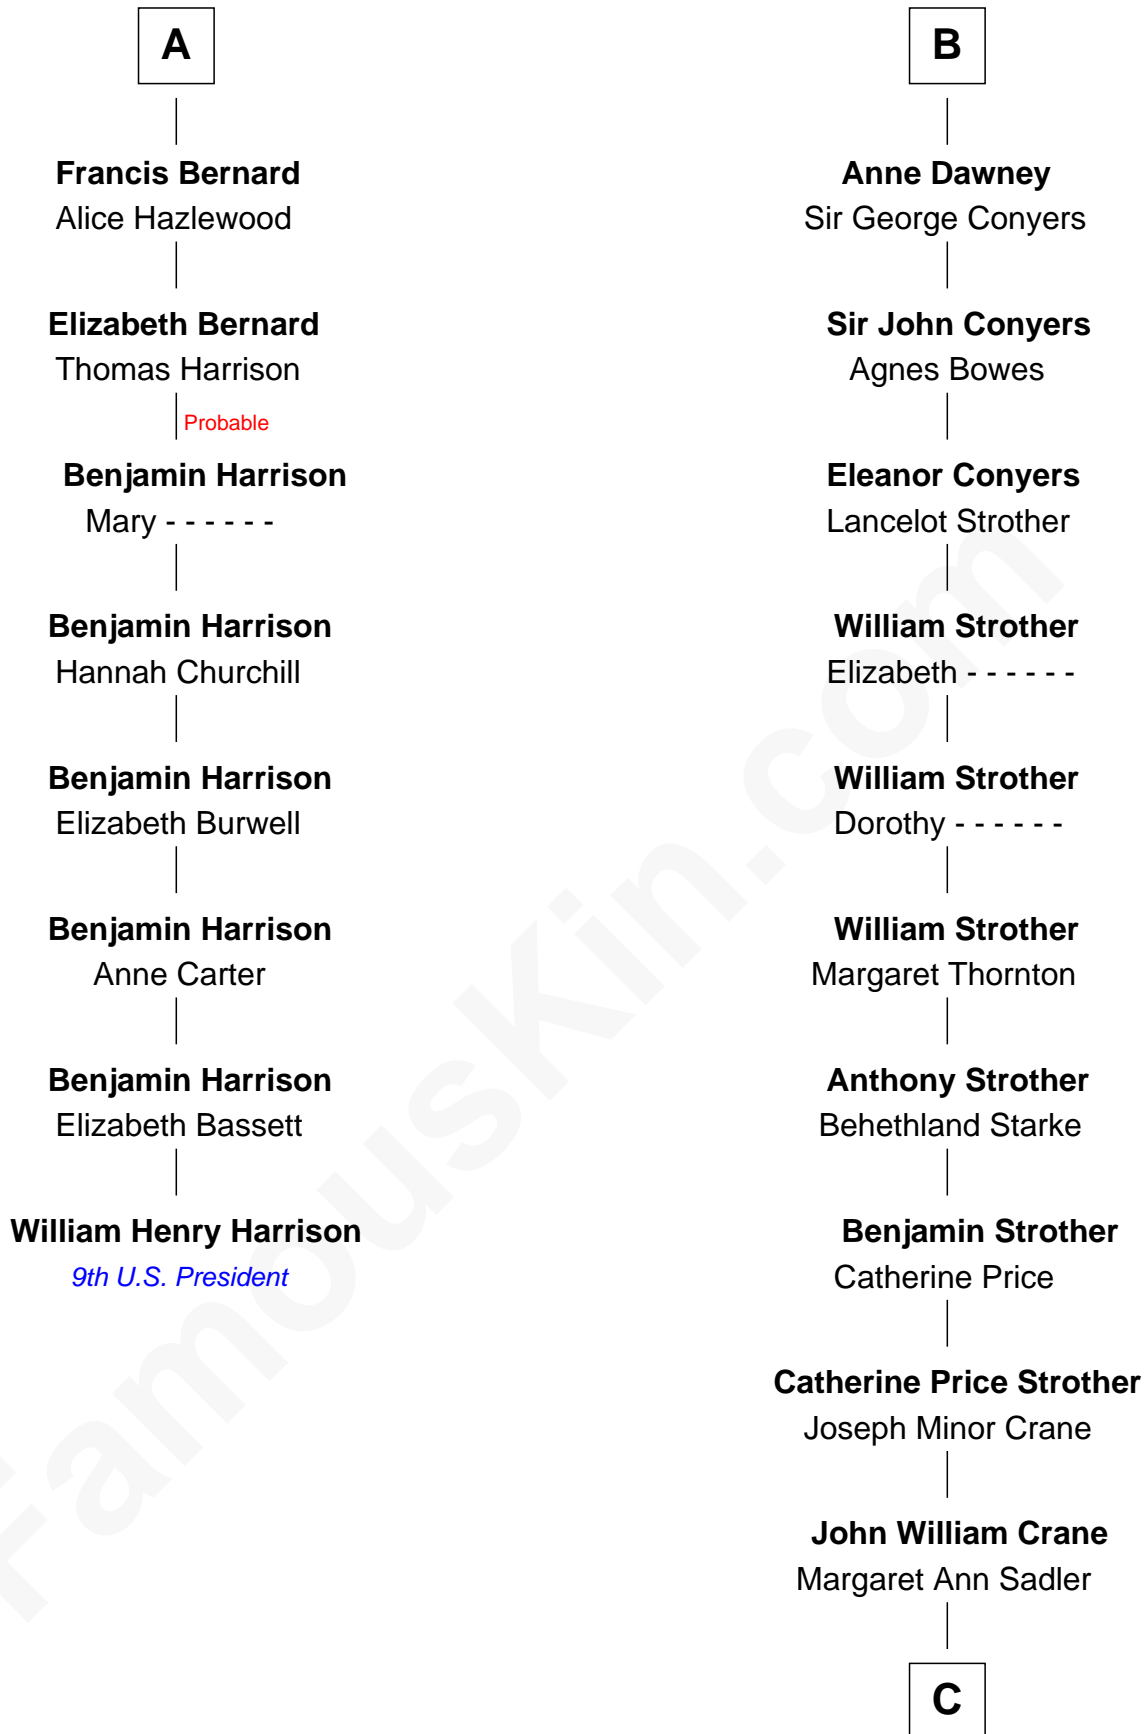 A
Francis Bernard
Alice Hazlewood
Elizabeth Bernard
Thomas Harrison
Probable
Benjamin Harrison
Mary - - - - - -
Benjamin Harrison
Hannah Churchill
Benjamin Harrison
Elizabeth Burwell
Benjamin Harrison
Anne Carter
Benjamin Harrison
Elizabeth Bassett
William Henry Harrison
9th U.S. President
B
Anne Dawney
Sir George Conyers
Sir John Conyers
Agnes Bowes
Eleanor Conyers
Lancelot Strother
William Strother
Elizabeth - - - - - -
William Strother
Dorothy - - - - - -
William Strother
Margaret Thornton
Anthony Strother
Behethland Starke
Benjamin Strother
Catherine Price
Catherine Price Strother
Joseph Minor Crane
John William Crane
Margaret Ann Sadler
C
FamousKin.com